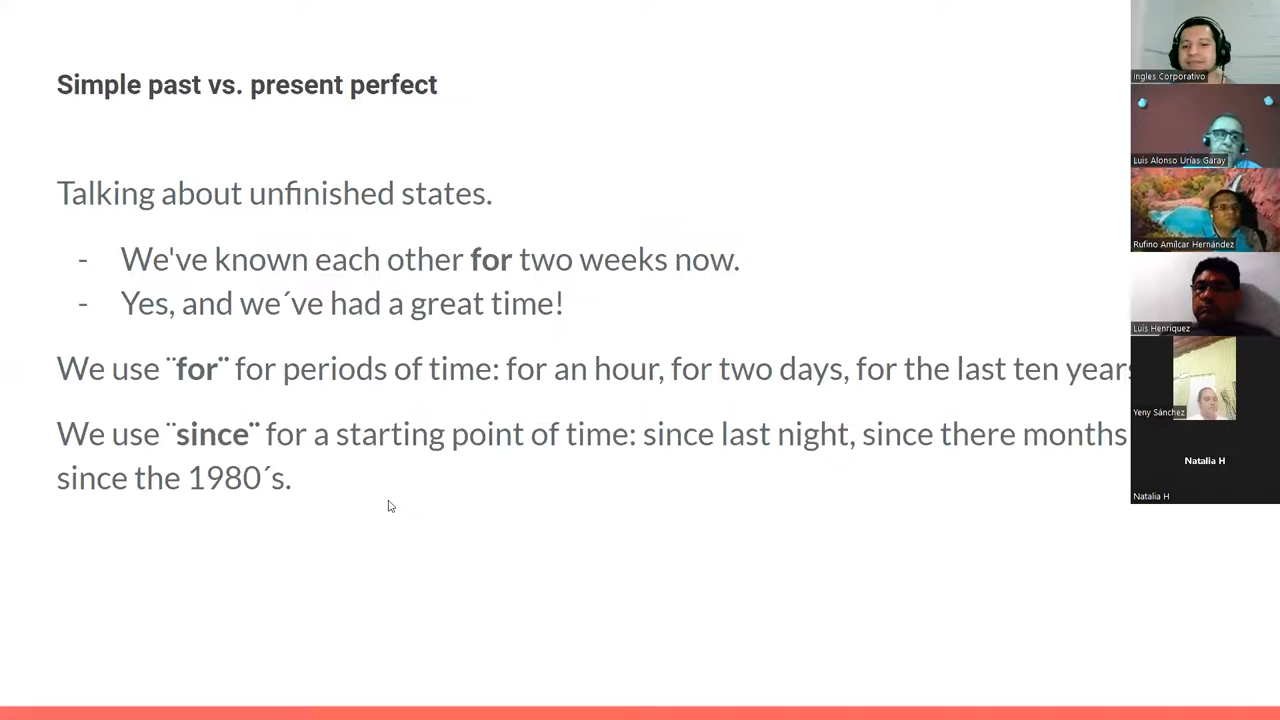 Simple past vs. present perfect
Talking about unfinished states.
- We've known each other for two weeks now.
- Yes, and we´ve had a great time!
We use ¨for¨ for periods of time: for an hour, for two days, for the last ten years
We use ¨since¨ for a starting point of time: since last night, since there months
since the 1980´s.
Ingles Corporativo
Luis Alonso Urías Garay
Rufino Amílcar Hernández
Luis Henriquez
Yeny Sánchez
Natalia H
Natalia H